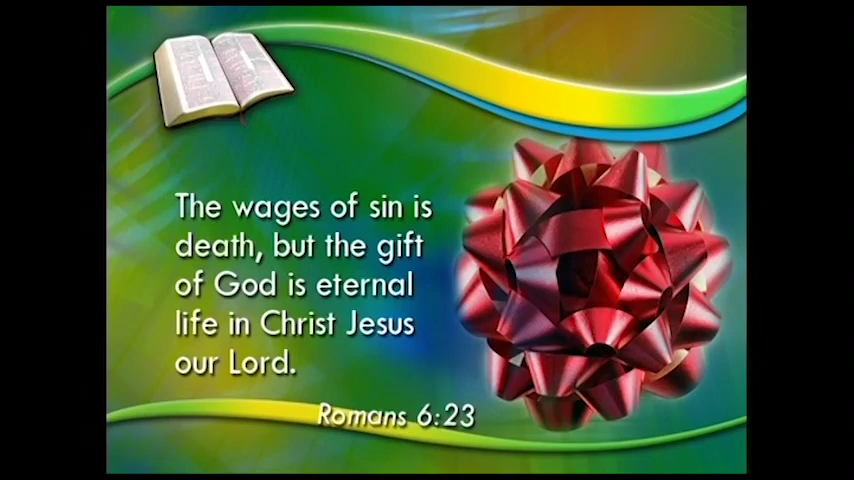 The wages of sin is
death, but the gift
of God is eternal
life in Christ Jesus
our Lord.
Romans 6:23